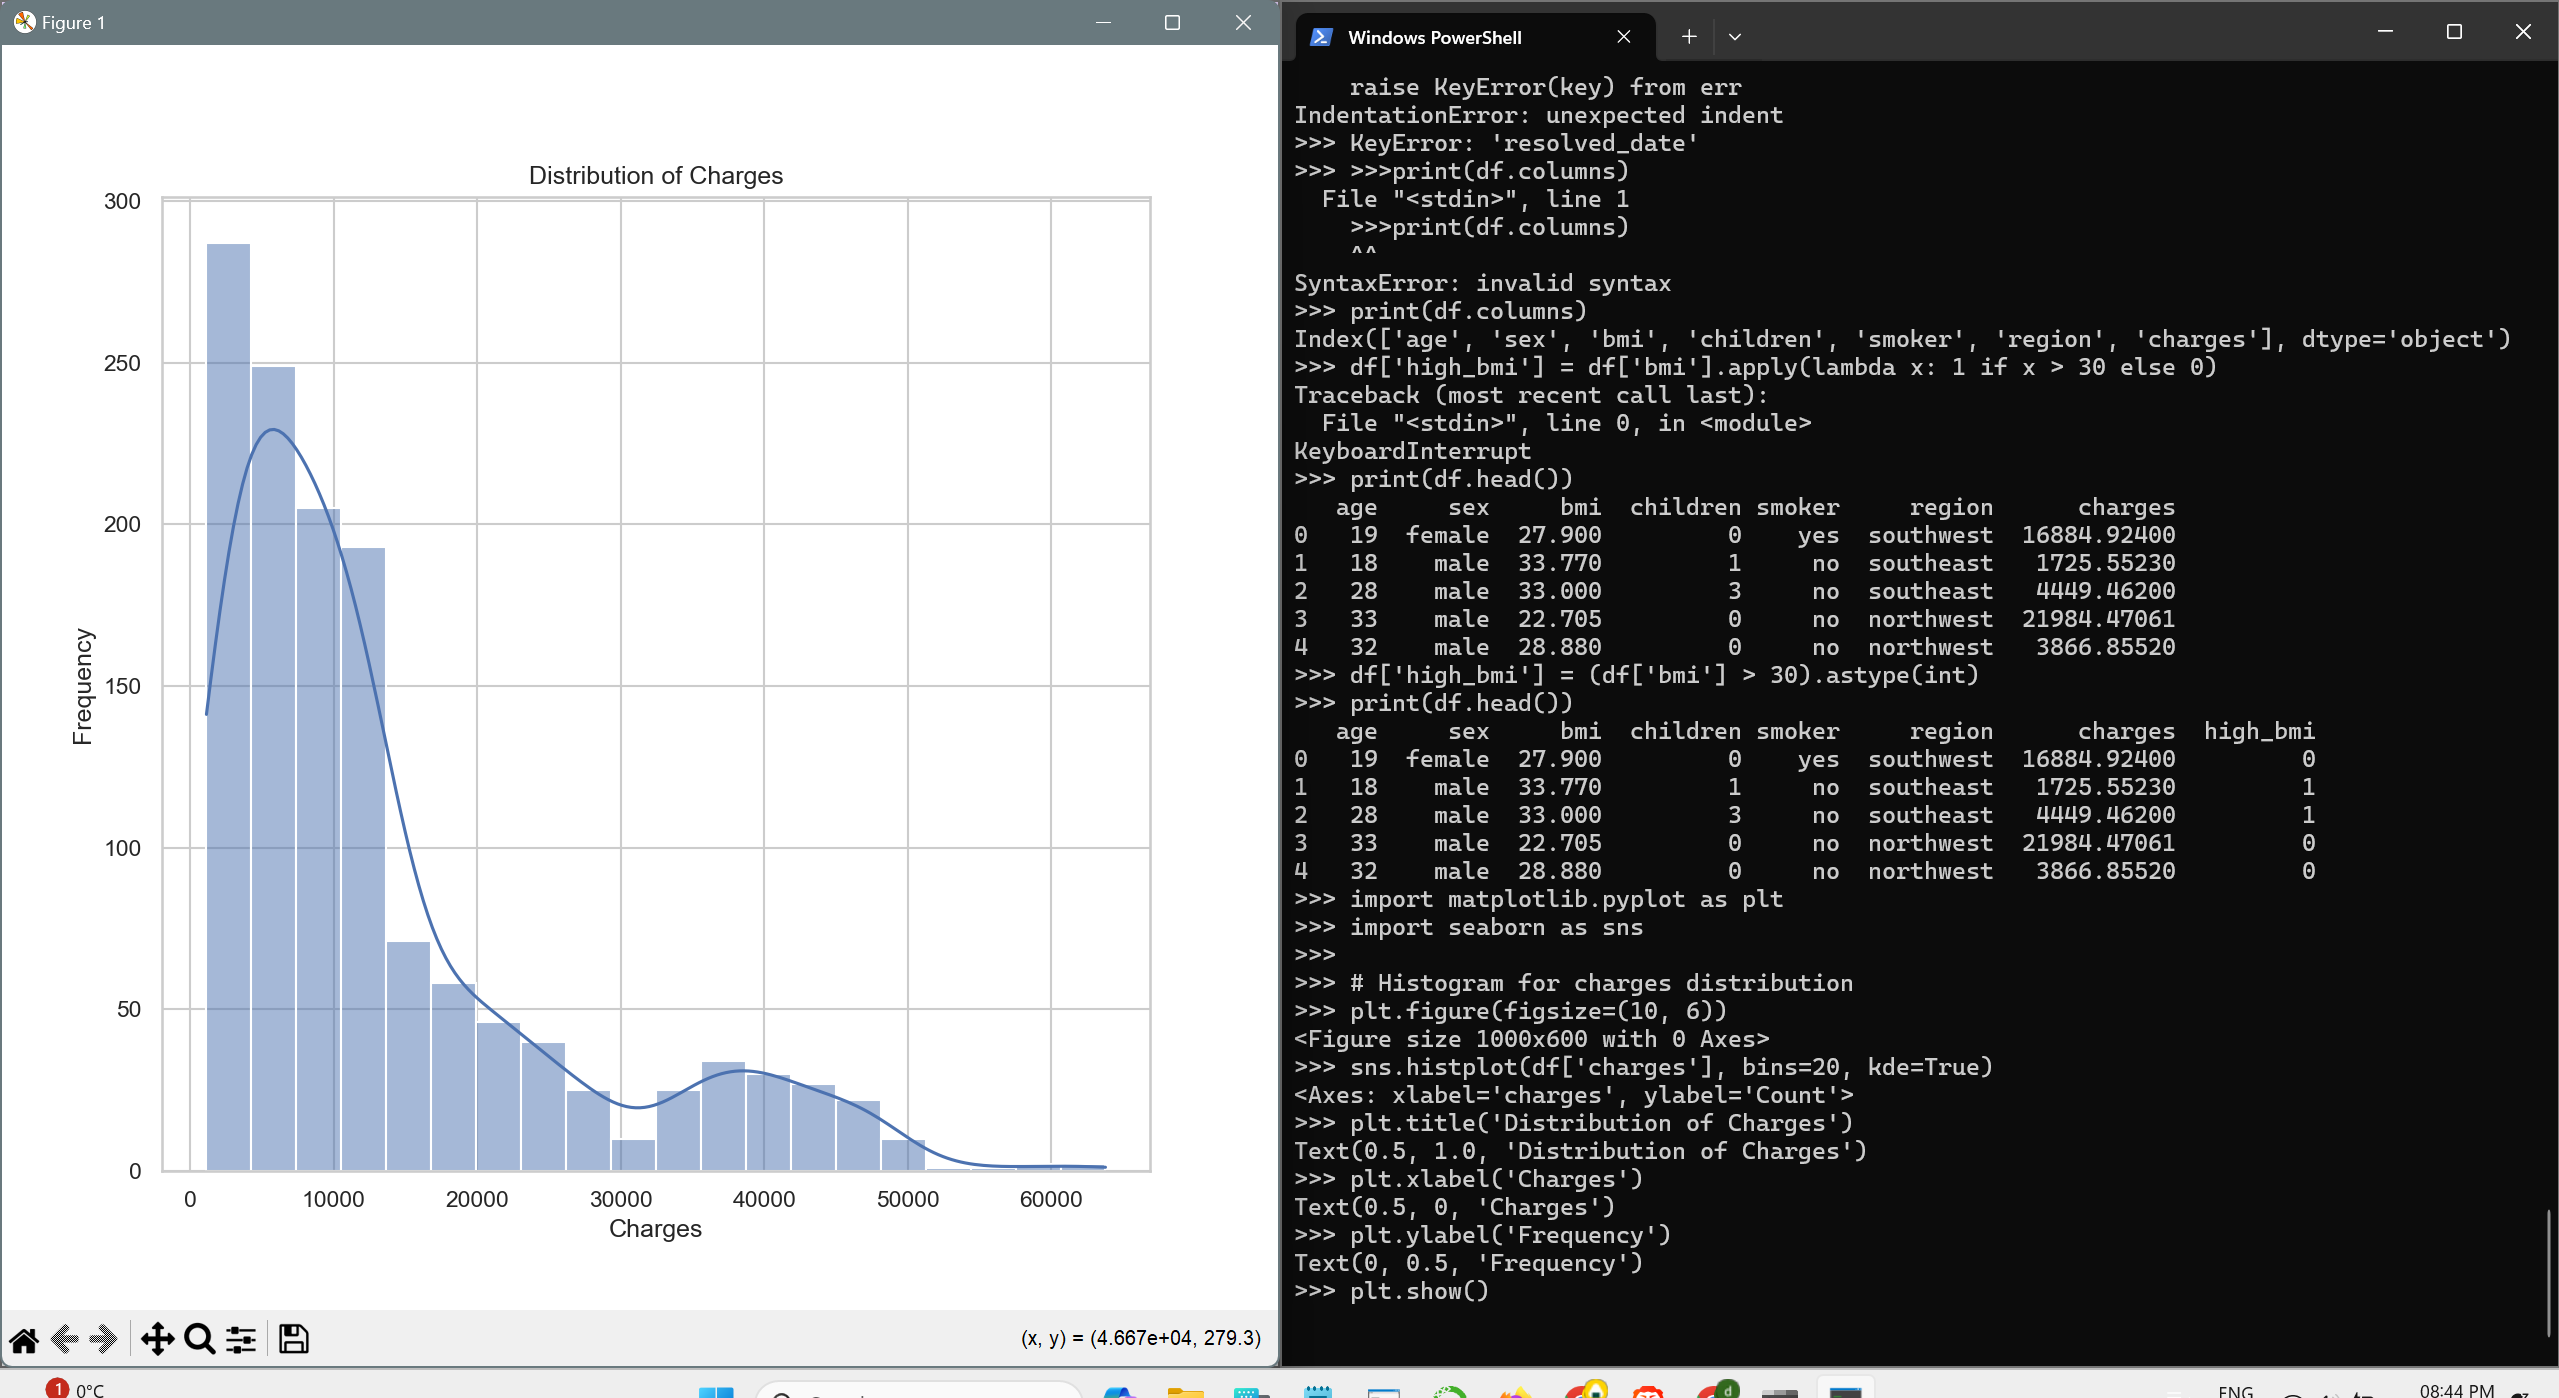 Figure 1
Distribution of Charges
300
250
200
150
100
50
0
Frequency
0 10000 20000 30000 40000 50000 60000
Charges
(x, y) = (4.667e+04, 279.3)
Windows PowerShell
    raise KeyError(key) from err
IndentationError: unexpected indent
>>> KeyError: 'resolved_date'
>>> >>>print(df.columns)
  File "<stdin>", line 1
    >>>print(df.columns)
    ^^
SyntaxError: invalid syntax
>>> print(df.columns)
Index(['age', 'sex', 'bmi', 'children', 'smoker', 'region', 'charges'], dtype='object')
>>> df['high_bmi'] = df['bmi'].apply(lambda x: 1 if x > 30 else 0)
Traceback (most recent call last):
  File "<stdin>", line 0, in <module>
KeyboardInterrupt
>>> print(df.head())
   age     sex     bmi  children smoker     region      charges
0   19  female  27.900         0    yes  southwest  16884.92400
1   18    male  33.770         1     no  southeast   1725.55230
2   28    male  33.000         3     no  southeast   4449.46200
3   33    male  22.705         0     no  northwest  21984.47061
4   32    male  28.880         0     no  northwest   3866.85520
>>> df['high_bmi'] = (df['bmi'] > 30).astype(int)
>>> print(df.head())
   age     sex     bmi  children smoker     region      charges  high_bmi
0   19  female  27.900         0    yes  southwest  16884.92400         0
1   18    male  33.770         1     no  southeast   1725.55230         1
2   28    male  33.000         3     no  southeast   4449.46200         1
3   33    male  22.705         0     no  northwest  21984.47061         0
4   32    male  28.880         0     no  northwest   3866.85520         0
>>> import matplotlib.pyplot as plt
>>> import seaborn as sns
>>>
>>> # Histogram for charges distribution
>>> plt.figure(figsize=(10, 6))
<Figure size 1000x600 with 0 Axes>
>>> sns.histplot(df['charges'], bins=20, kde=True)
<Axes: xlabel='charges', ylabel='Count'>
>>> plt.title('Distribution of Charges')
Text(0.5, 1.0, 'Distribution of Charges')
>>> plt.xlabel('Charges')
Text(0.5, 0, 'Charges')
>>> plt.ylabel('Frequency')
Text(0, 0.5, 'Frequency')
>>> plt.show()
1
0°C
d
ENG
08:44 PM